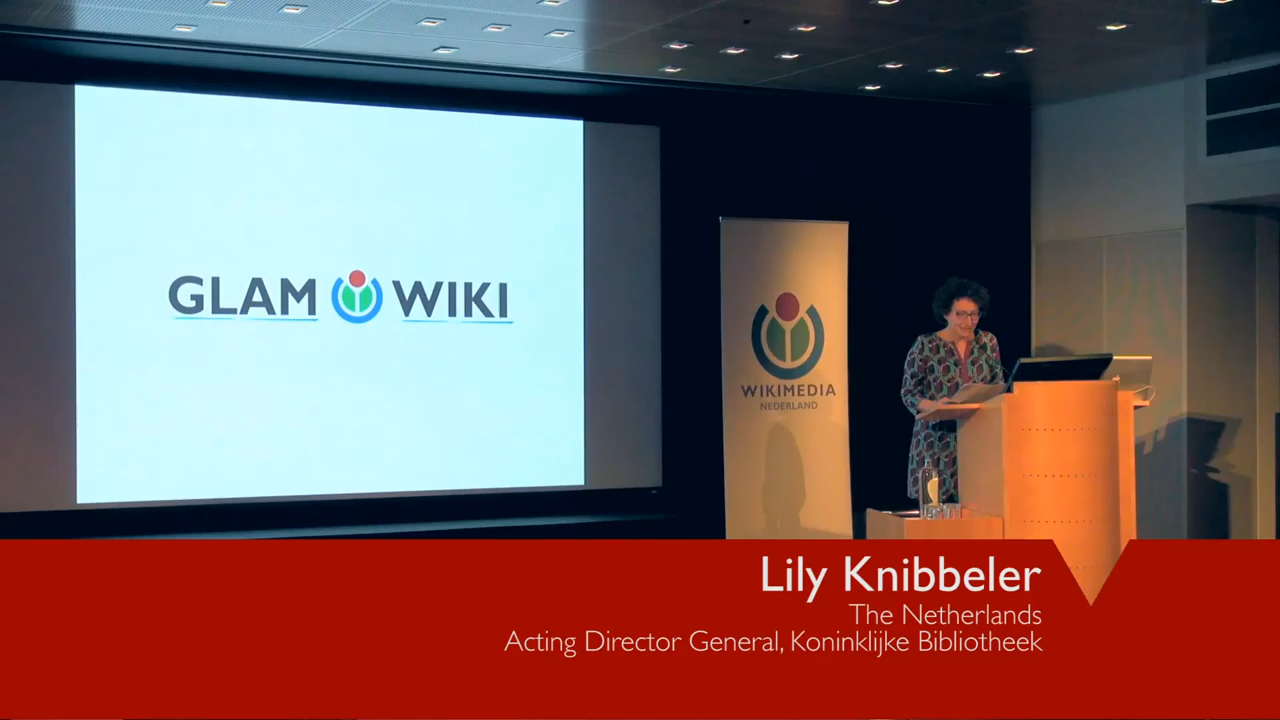 GLAM WIKI
WIKIMEDIA
NEDERLAND
Lily Knibbeler
The Netherlands
Acting Director General, Koninklijke Bibliotheek